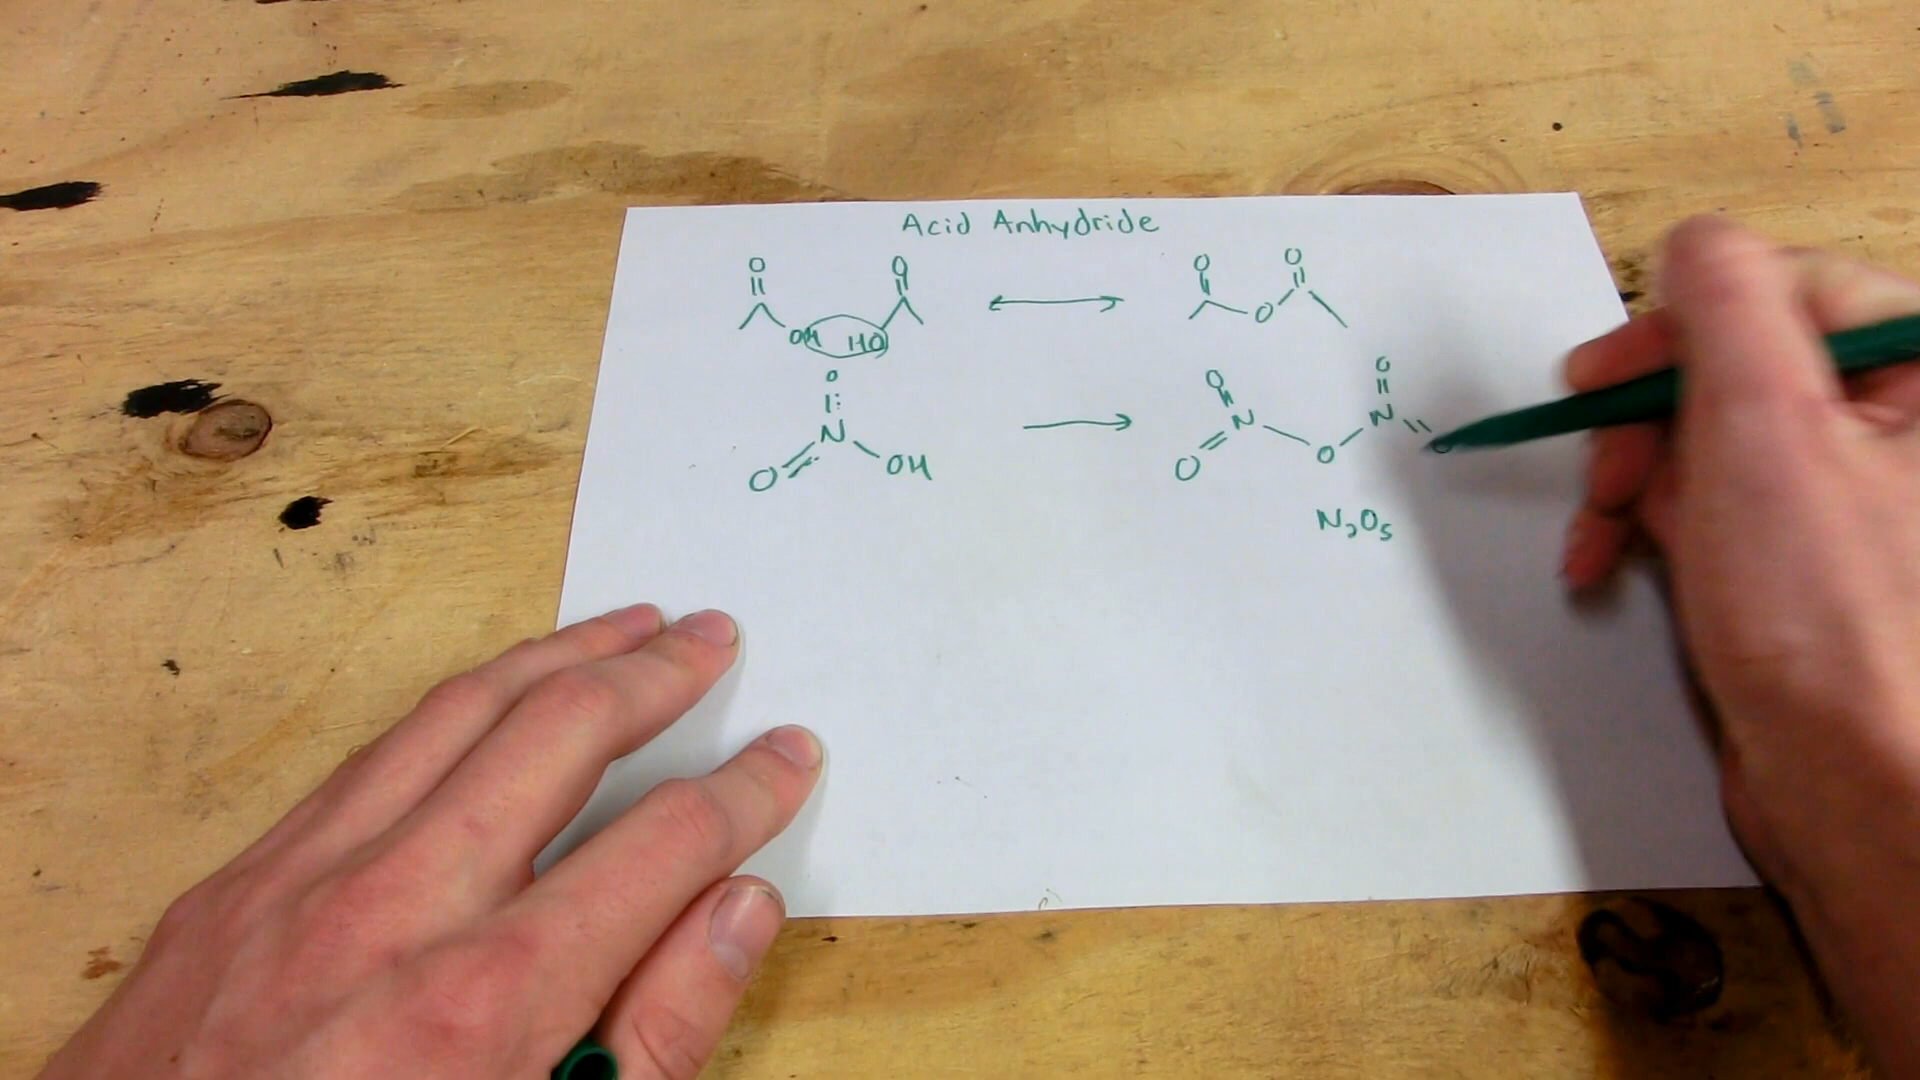 Acid Anhydride
O O O O
OH HO O
O O O
N N N
O OH O O O
N2O5